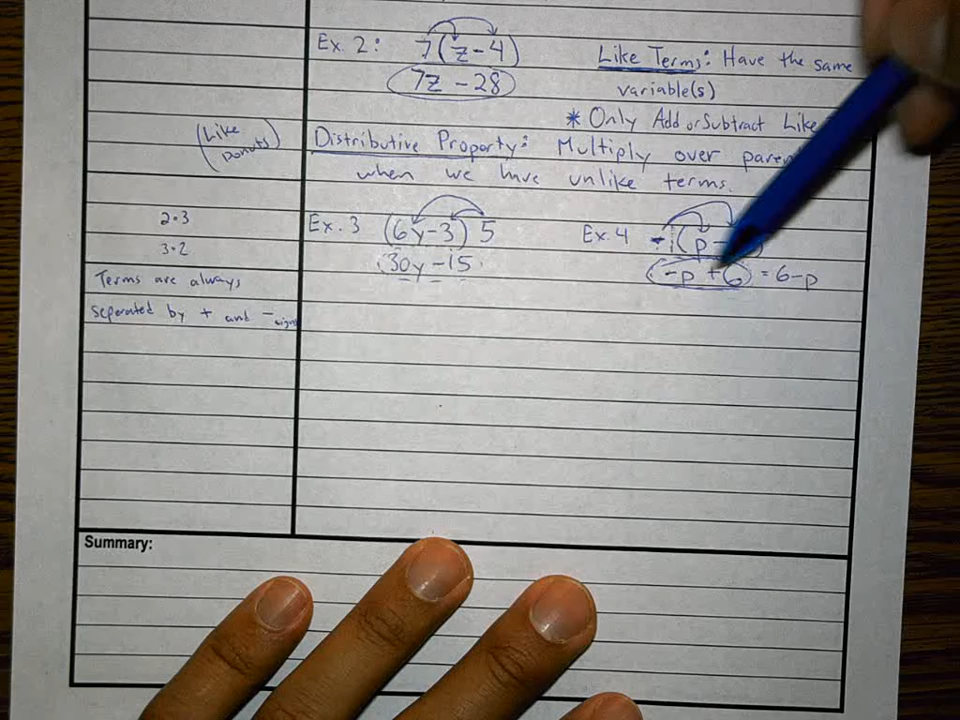 Ex. 2: 7(z-4)
7z -28
Like Terms: Have the same
variable(s)
* Only Add or Subtract Like
(Like
Donuts)
Distributive Property: Multiply over
when we have unlike terms.
2·3
3·2
Ex. 3 (6y-3)5
30y -15
Ex. 4 -1(p-
-p +6 = 6-p
Terms are always
seperated by + and - signs
Summary: